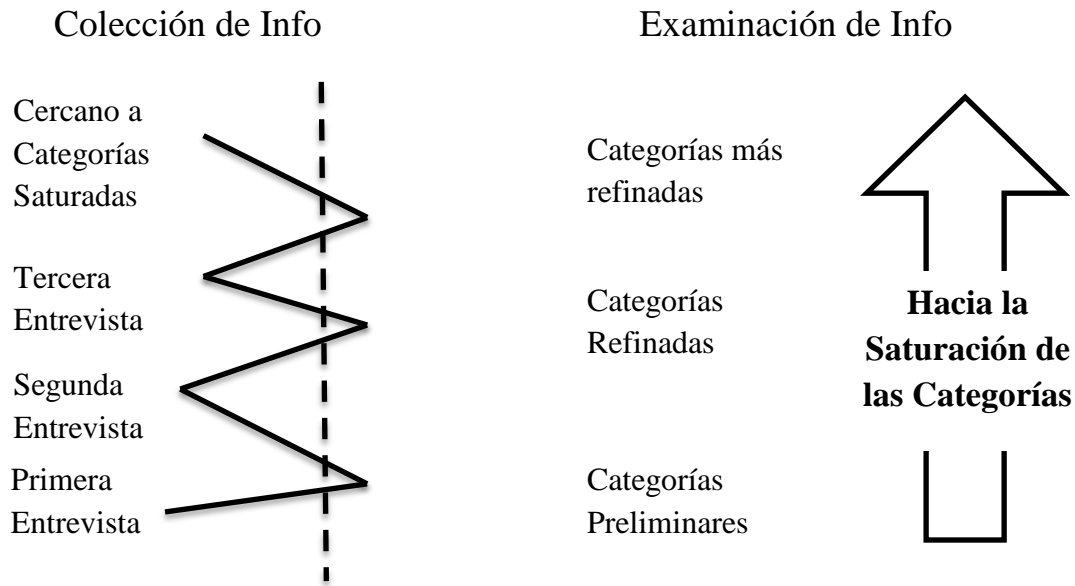 Colección de Info
Examinación de Info
Cercano a
Categorías
Saturadas
Tercera
Entrevista
Segunda
Entrevista
Primera
Entrevista
Categorías más
refinadas
Categorías
Refinadas
Categorías
Preliminares
Hacia la
Saturación de
las Categorías